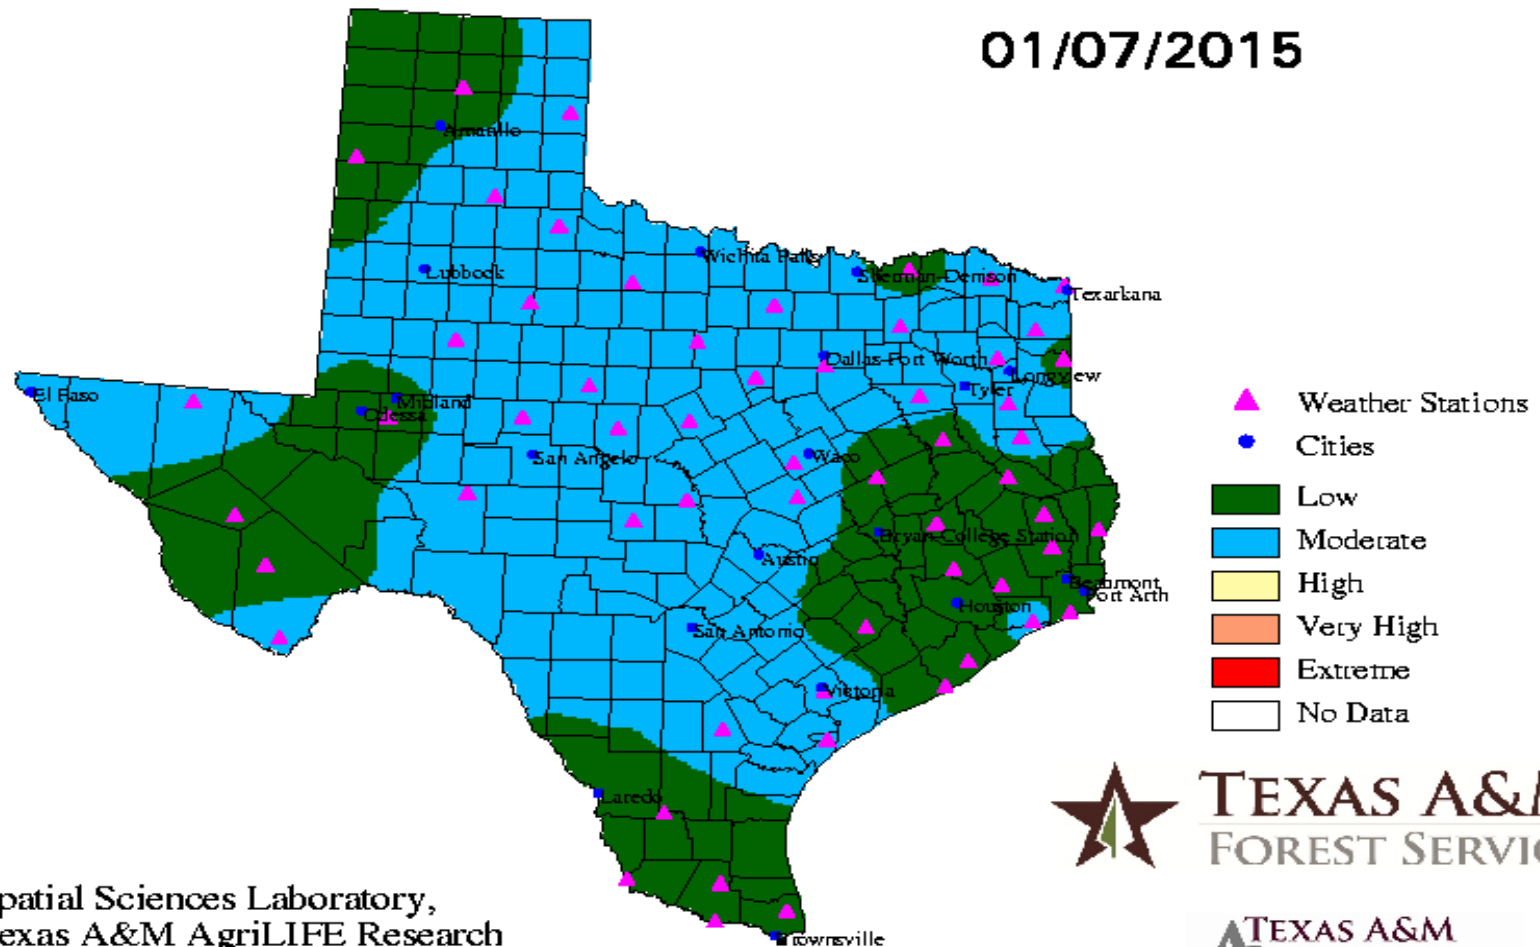 01/07/2015
Amarillo
Lubbock
Wichita Falls
Sherman-Denison
Texarkana
Dallas-Fort Worth
Longview
Tyler
El Paso
Midland
Odessa
San Angelo
Waco
Bryan-College Station
Austin
Beaumont
Port Arth
Houston
San Antonio
Victoria
Laredo
Brownsville
Weather Stations
Cities
Low
Moderate
High
Very High
Extreme
No Data
TEXAS A&M
FOREST SERVIC
patial Sciences Laboratory,
exas A&M AgriLIFE Research
TEXAS A&M